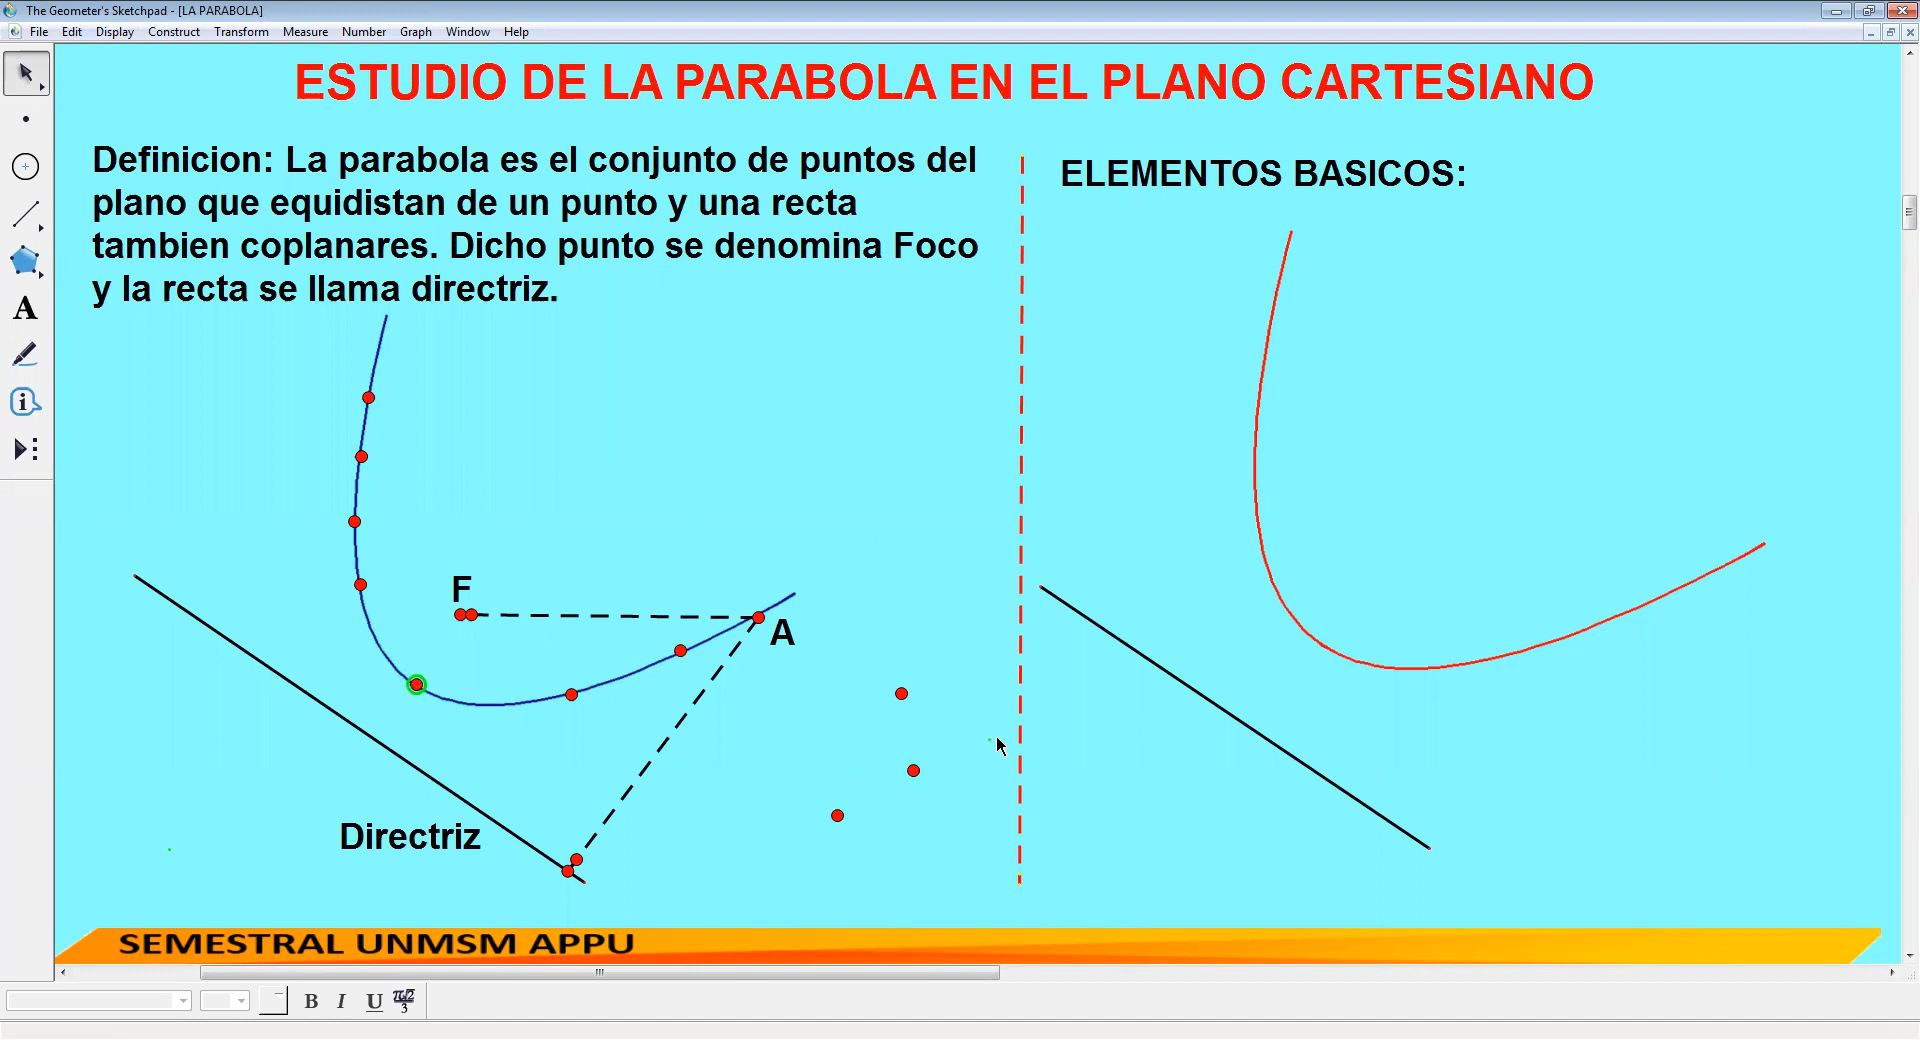 The Geometer's Sketchpad - [LA PARABOLA]
File Edit Display Construct Transform Measure Number Graph Window Help
ESTUDIO DE LA PARABOLA EN EL PLANO CARTESIANO
Definicion: La parabola es el conjunto de puntos del
plano que equidistan de un punto y una recta
tambien coplanares. Dicho punto se denomina Foco
y la recta se llama directriz.
ELEMENTOS BASICOS:
A
F
A
Directriz
SEMESTRAL UNMSM APPU
B I U π√2/3